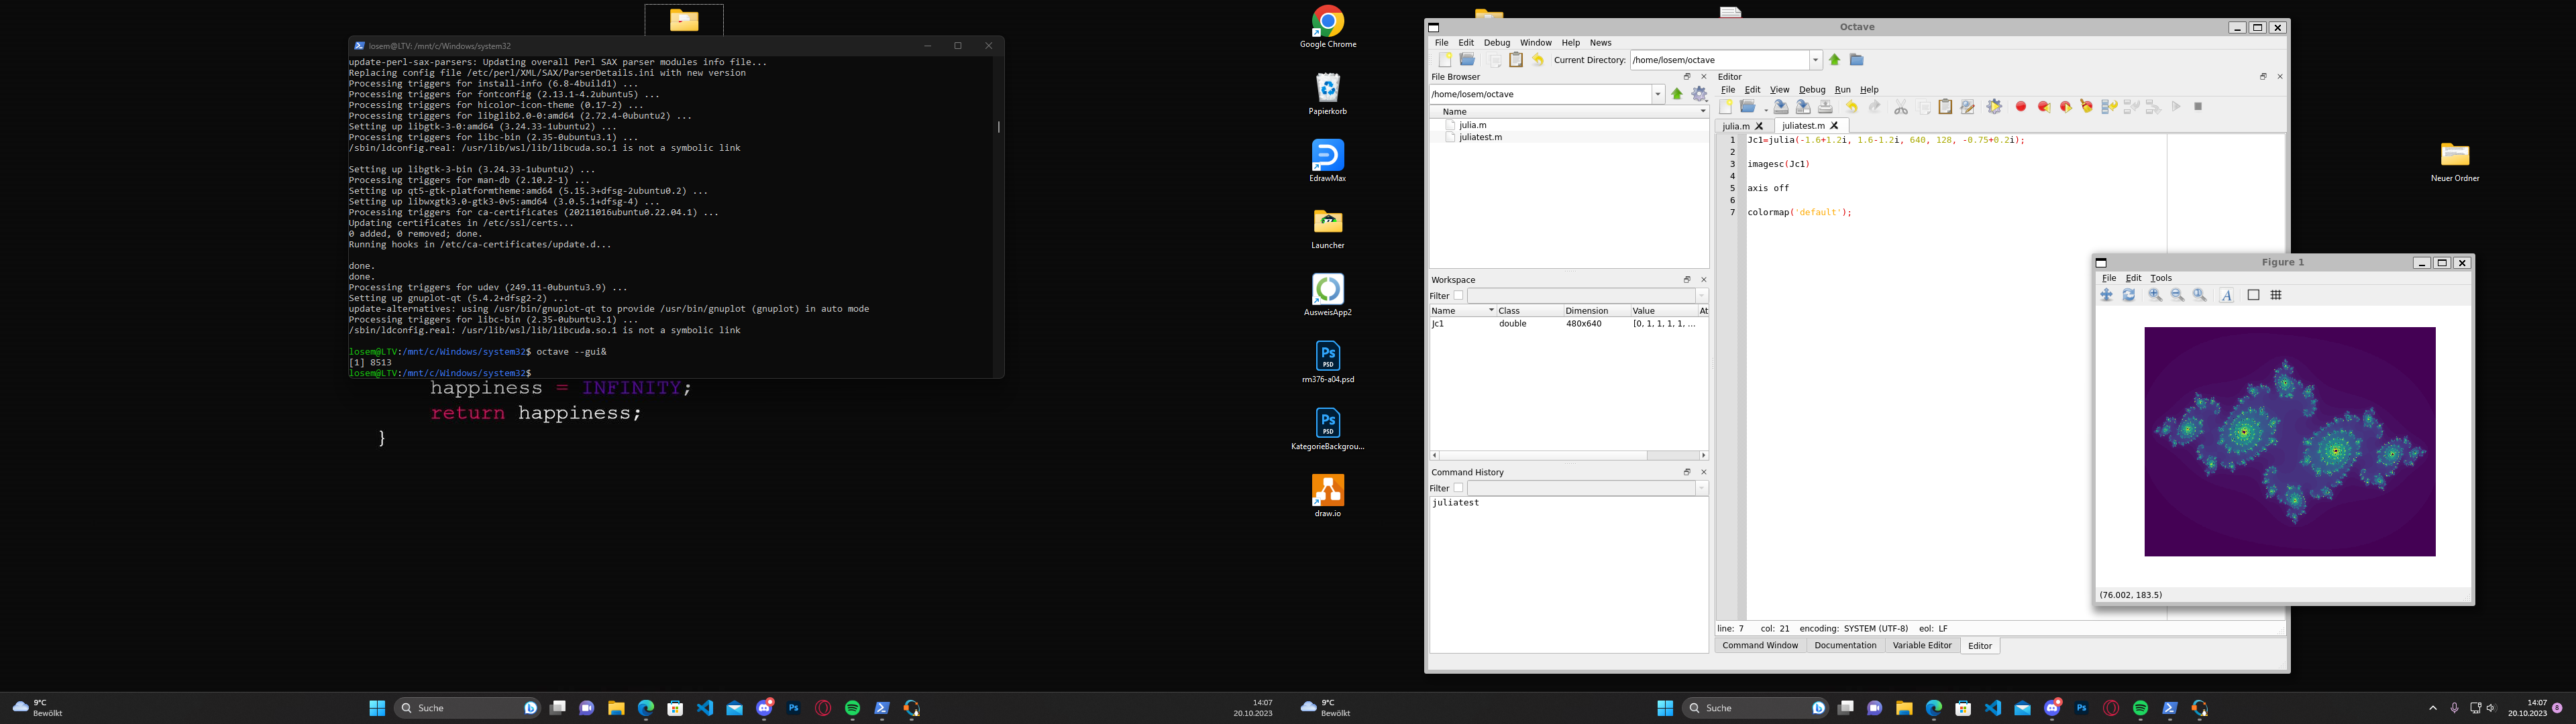 losem@LTV: /mnt/c/Windows/system32
update-perl-sax-parsers: Updating overall Perl SAX parser modules info file...
Replacing config file /etc/perl/XML/SAX/ParserDetails.ini with new version
Processing triggers for install-info (6.8-4build1) ...
Processing triggers for fontconfig (2.13.1-4.2ubuntu5) ...
Processing triggers for hicolor-icon-theme (0.17-2) ...
Processing triggers for libglib2.0-0:amd64 (2.72.4-0ubuntu2) ...
Setting up libgtk-3-0:amd64 (3.24.33-1ubuntu2) ...
Processing triggers for libc-bin (2.35-0ubuntu3.1) ...
/sbin/ldconfig.real: /usr/lib/wsl/lib/libcuda.so.1 is not a symbolic link
Setting up libgtk-3-bin (3.24.33-1ubuntu2) ...
Processing triggers for man-db (2.10.2-1) ...
Setting up qt5-gtk-platformtheme:amd64 (5.15.3+dfsg-2ubuntu0.2) ...
Setting up libwxgtk3.0-gtk3-0v5:amd64 (3.0.5.1+dfsg-4) ...
Processing triggers for ca-certificates (20211016ubuntu0.22.04.1) ...
Updating certificates in /etc/ssl/certs...
0 added, 0 removed; done.
Running hooks in /etc/ca-certificates/update.d...
done.
done.
Processing triggers for udev (249.11-0ubuntu3.9) ...
Setting up gnuplot-qt (5.4.2+dfsg2-2) ...
update-alternatives: using /usr/bin/gnuplot-qt to provide /usr/bin/gnuplot (gnuplot) in auto mode
Processing triggers for libc-bin (2.35-0ubuntu3.1) ...
/sbin/ldconfig.real: /usr/lib/wsl/lib/libcuda.so.1 is not a symbolic link
losem@LTV:/mnt/c/Windows/system32$ octave --gui&
[1] 8513
losem@LTV:/mnt/c/Windows/system32$
happiness = INFINITY;
return happiness;
}
Google Chrome
Papierkorb
EdrawMax
Launcher
AusweisApp2
rm376-a04.psd
KategorieBackgrou...
draw.io
Octave
File Edit Debug Window Help News
Current Directory: /home/losem/octave
File Browser
/home/losem/octave
Name
julia.m
juliatest.m
Workspace
Filter
Name Class Dimension Value At
Jc1 double 480x640 [0, 1, 1, 1, 1, ...
Command History
Filter
juliatest
Editor
File Edit View Debug Run Help
julia.m juliatest.m
1 Jc1=julia(-1.6+1.2i, 1.6-1.2i, 640, 128, -0.75+0.2i);
2
3 imagesc(Jc1)
4
5 axis off
6
7 colormap('default');
line: 7 col: 21 encoding: SYSTEM (UTF-8) eol: LF
Command Window Documentation Variable Editor Editor
Neuer Ordner
Figure 1
File Edit Tools
(76.002, 183.5)
9°C
Bewölkt
Suche
14:07
20.10.2023
9°C
Bewölkt
Suche
14:07
20.10.2023
8